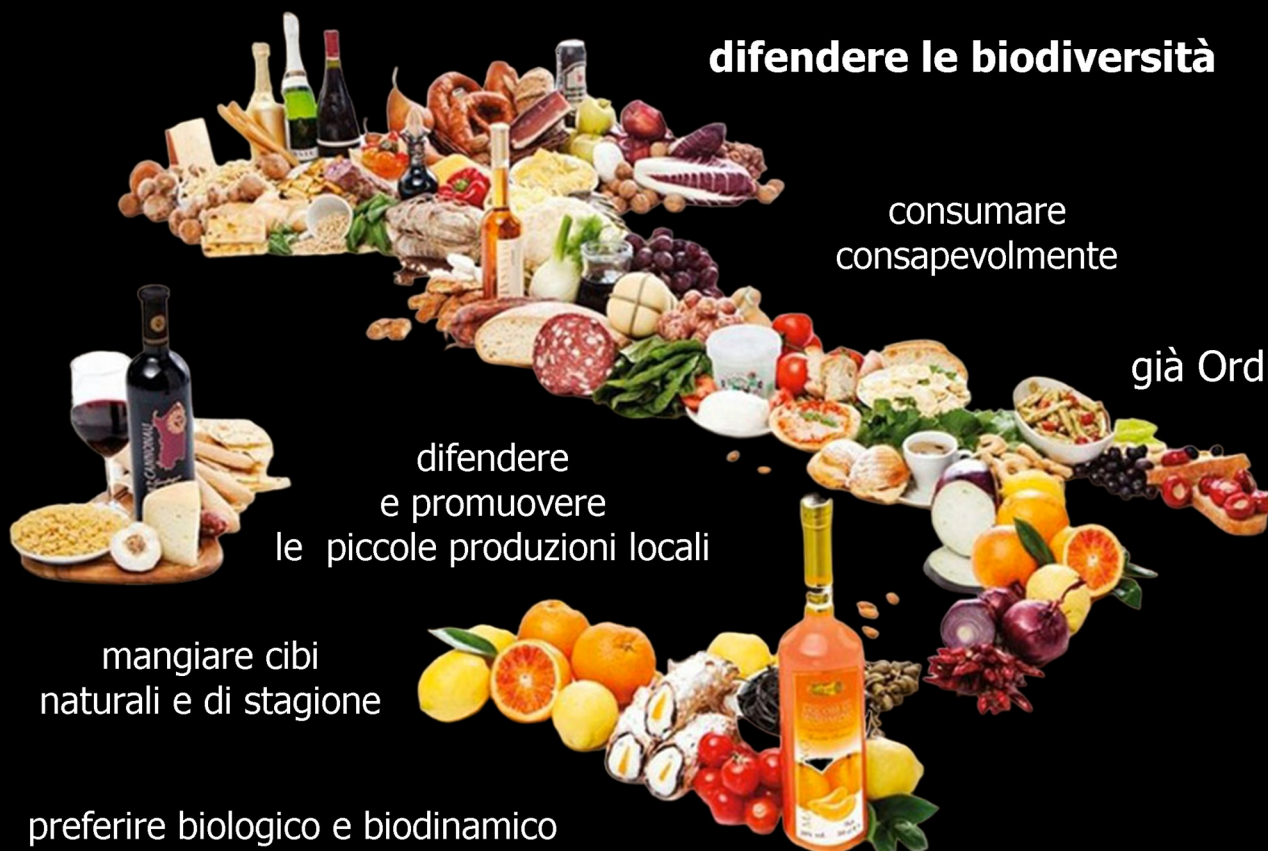 difendere le biodiversità
consumare
consapevolmente
già Ord
difendere
e promuovere
le piccole produzioni locali
CANNONAU
mangiare cibi
naturali e di stagione
preferire biologico e biodinamico